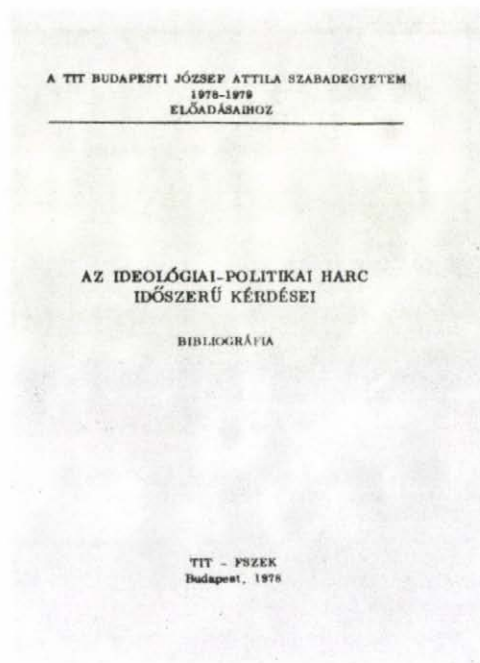 A TIT BUDAPESTI JÓZSEF ATTILA SZABADEGYETEM
1978-1979
ELŐADÁSAIHOZ
AZ IDEOLÓGIAI-POLITIKAI HARC
IDŐSZERŰ KÉRDÉSEI
BIBLIOGRÁFIA
TIT - FSZEK
Budapest, 1978